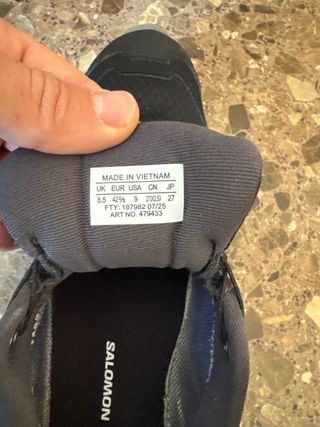 MADE IN VIETNAM
UK EUR USA CN JP
8.5 42⅔ 9 270(2.5) 27
FTY: 187982 07/25
ART NO. 479433
SALOMON